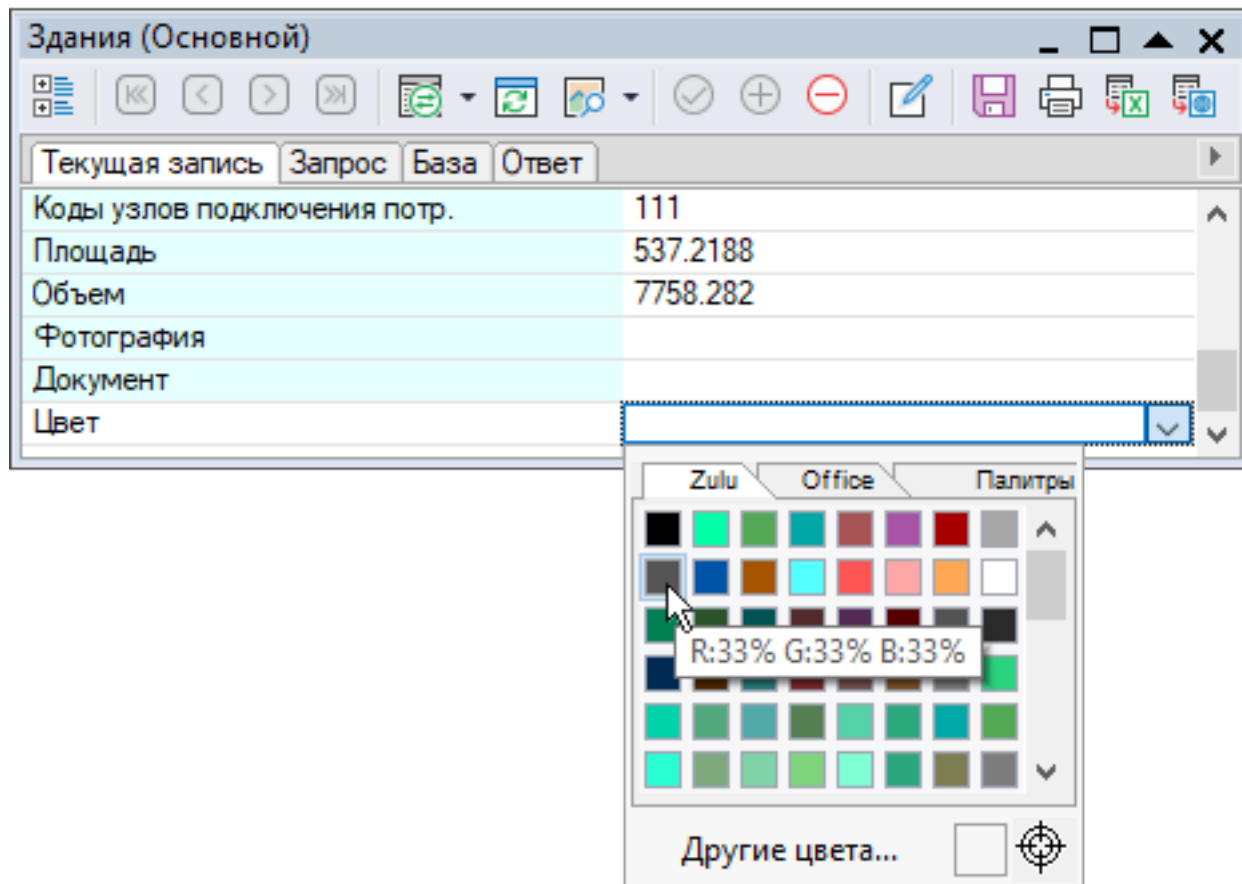 Здания (Основной)
Текущая запись Запрос База Ответ
Коды узлов подключения потр. 111
Площадь 537.2188
Объем 7758.282
Фотография
Документ
Цвет
Zulu Office Палитры
R:33% G:33% B:33%
Другие цвета...